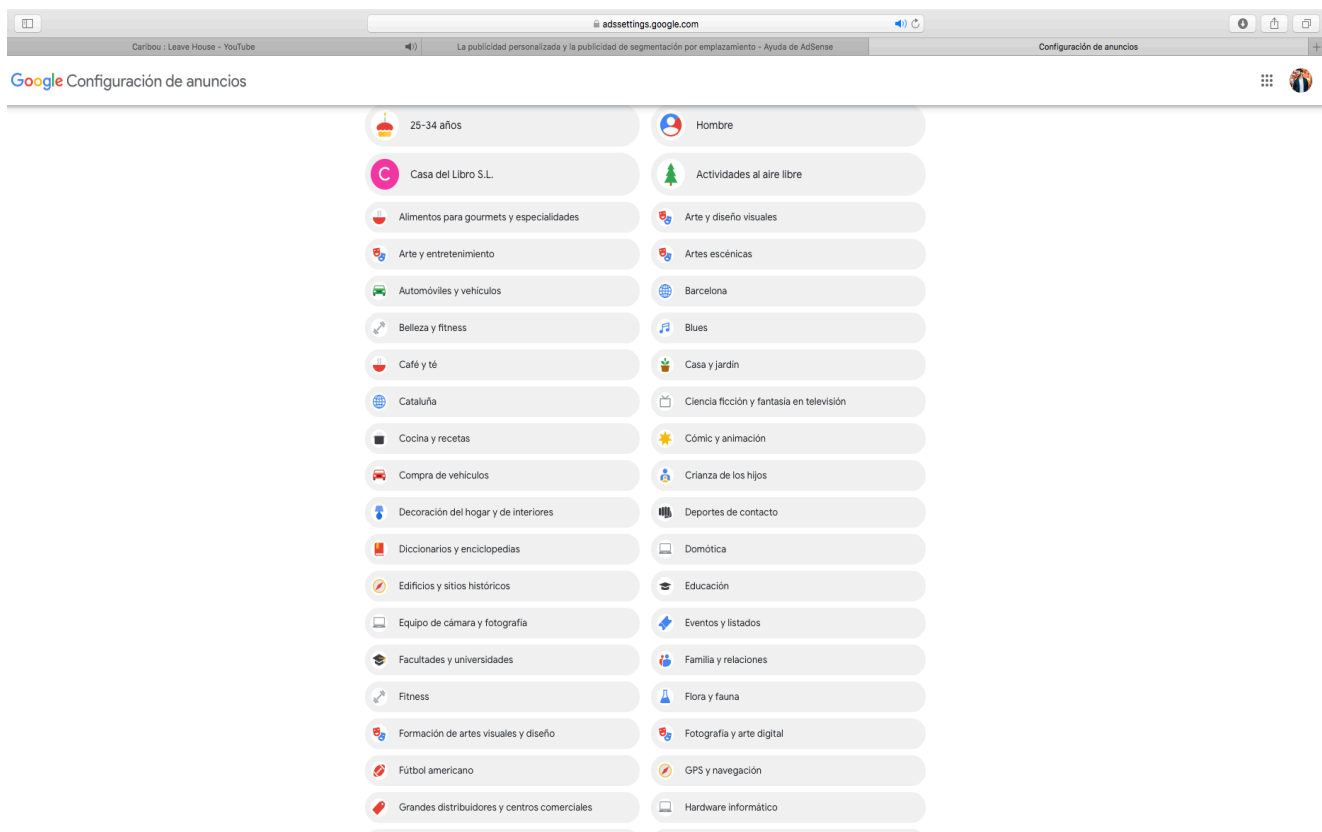 adssettings.google.com
Caribou : Leave House - YouTube
La publicidad personalizada y la publicidad de segmentación por emplazamiento - Ayuda de AdSense
Configuración de anuncios
Google Configuración de anuncios
25-34 años
Hombre
C
Casa del Libro S.L.
Actividades al aire libre
Alimentos para gourmets y especialidades
Arte y diseño visuales
Arte y entretenimiento
Artes escénicas
Automóviles y vehículos
Barcelona
Belleza y fitness
Blues
Café y té
Casa y jardín
Cataluña
Ciencia ficción y fantasía en televisión
Cocina y recetas
Cómic y animación
Compra de vehículos
Crianza de los hijos
Decoración del hogar y de interiores
Deportes de contacto
Diccionarios y enciclopedias
Domótica
Edificios y sitios históricos
Educación
Equipo de cámara y fotografía
Eventos y listados
Facultades y universidades
Familia y relaciones
Fitness
Flora y fauna
Formación de artes visuales y diseño
Fotografía y arte digital
Fútbol americano
GPS y navegación
Grandes distribuidores y centros comerciales
Hardware informático